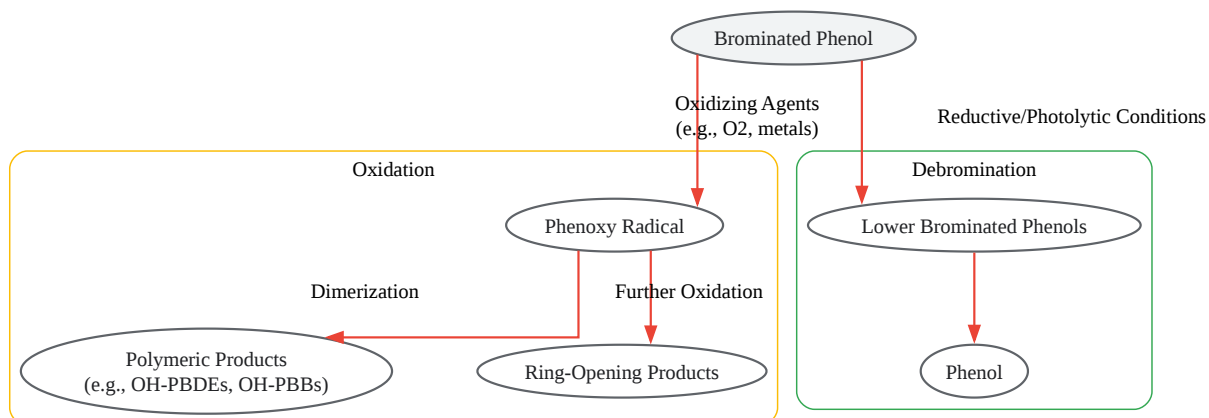 Brominated Phenol
Oxidizing Agents
(e.g., O2, metals)
Reductive/Photolytic Conditions
Oxidation
Debromination
Phenoxy Radical
Lower Brominated Phenols
Dimerization
Further Oxidation
Polymeric Products
(e.g., OH-PBDEs, OH-PBBs)
Ring-Opening Products
Phenol